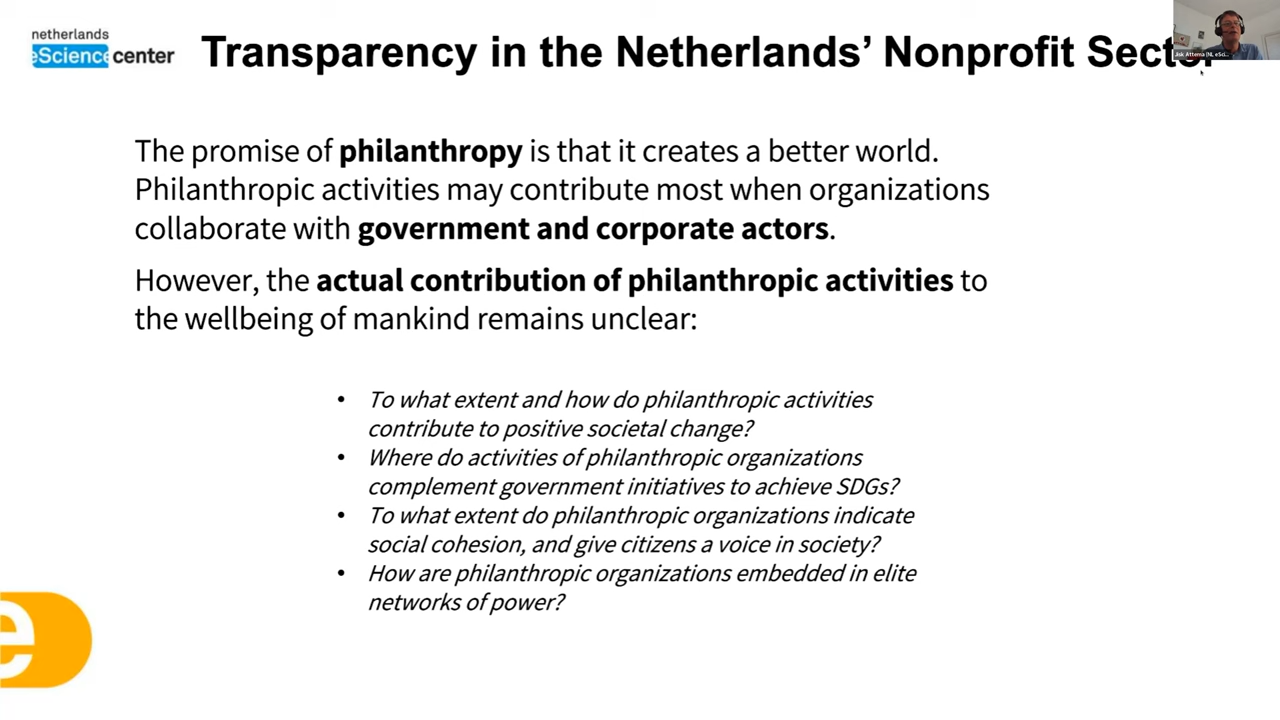 netherlands
eScience center
Transparency in the Netherlands’ Nonprofit Sector
Jisk Attema (NL eSci...
The promise of philanthropy is that it creates a better world.
Philanthropic activities may contribute most when organizations
collaborate with government and corporate actors.
However, the actual contribution of philanthropic activities to
the wellbeing of mankind remains unclear:
• To what extent and how do philanthropic activities
contribute to positive societal change?
• Where do activities of philanthropic organizations
complement government initiatives to achieve SDGs?
• To what extent do philanthropic organizations indicate
social cohesion, and give citizens a voice in society?
• How are philanthropic organizations embedded in elite
networks of power?
e